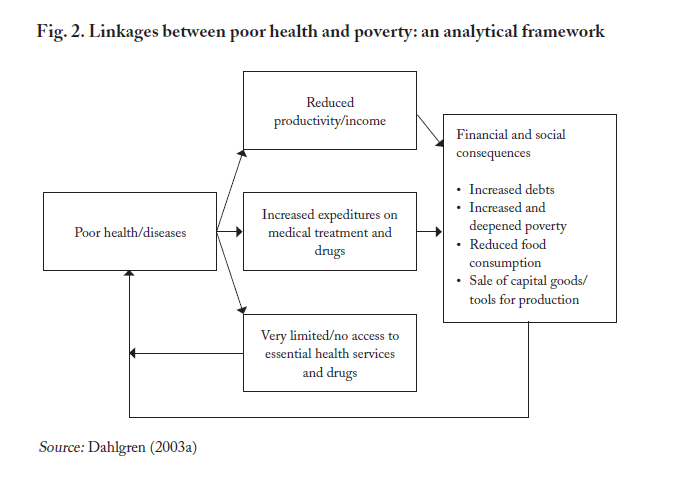 Fig. 2. Linkages between poor health and poverty: an analytical framework
Reduced
productivity/income
Financial and social
consequences
• Increased debts
• Increased and
deepened poverty
• Reduced food
consumption
• Sale of capital goods/
tools for production
Poor health/diseases
Increased expeditures on
medical treatment and
drugs
Very limited/no access to
essential health services
and drugs
Source: Dahlgren (2003a)